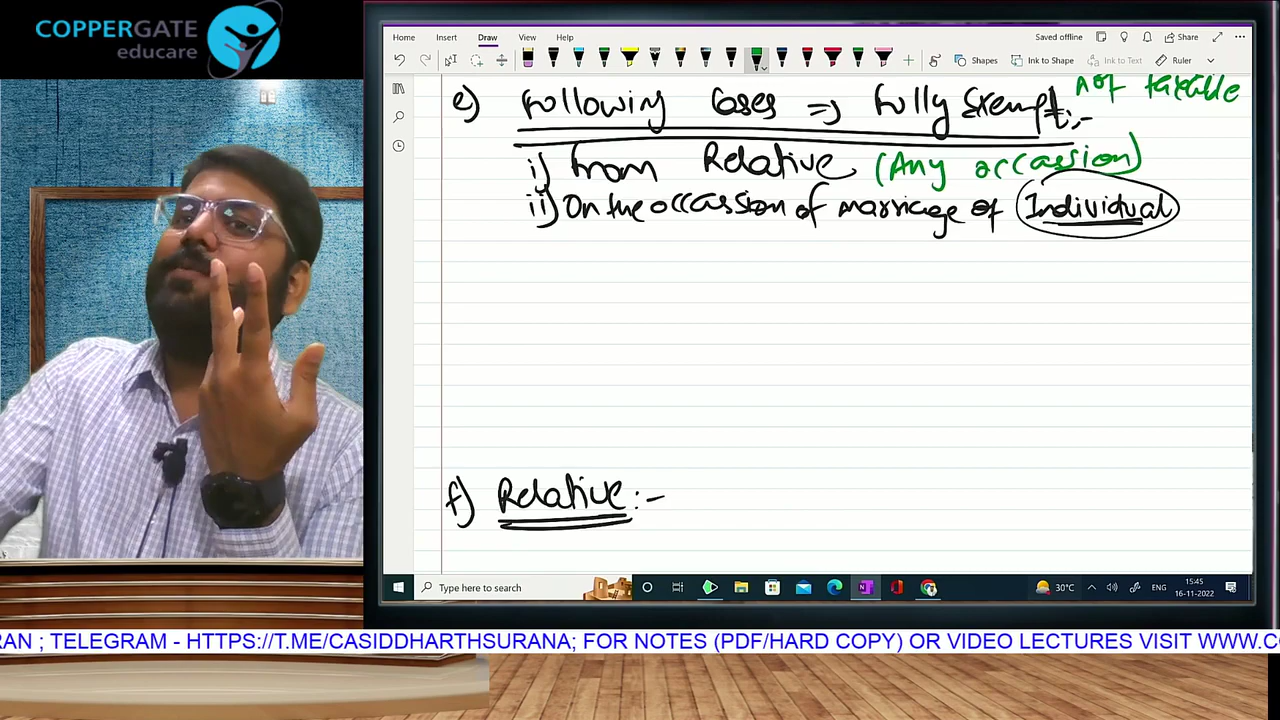 COPPERGATE
educare
Home Insert Draw View Help
Saved offline
Share
Shapes
Ink to Shape
Ink to Text
Ruler
not taxable
e) Following Cases => Fully Exempt:-
i) from Relative (Any occassion)
ii) On the occassion of marriage of Individual
f) Relative:-
Type here to search
30°C
ENG
15:45
16-11-2022
RAN ; TELEGRAM - HTTPS://T.ME/CASIDDHARTHSURANA; FOR NOTES (PDF/HARD COPY) OR VIDEO LECTURES VISIT WWW.C